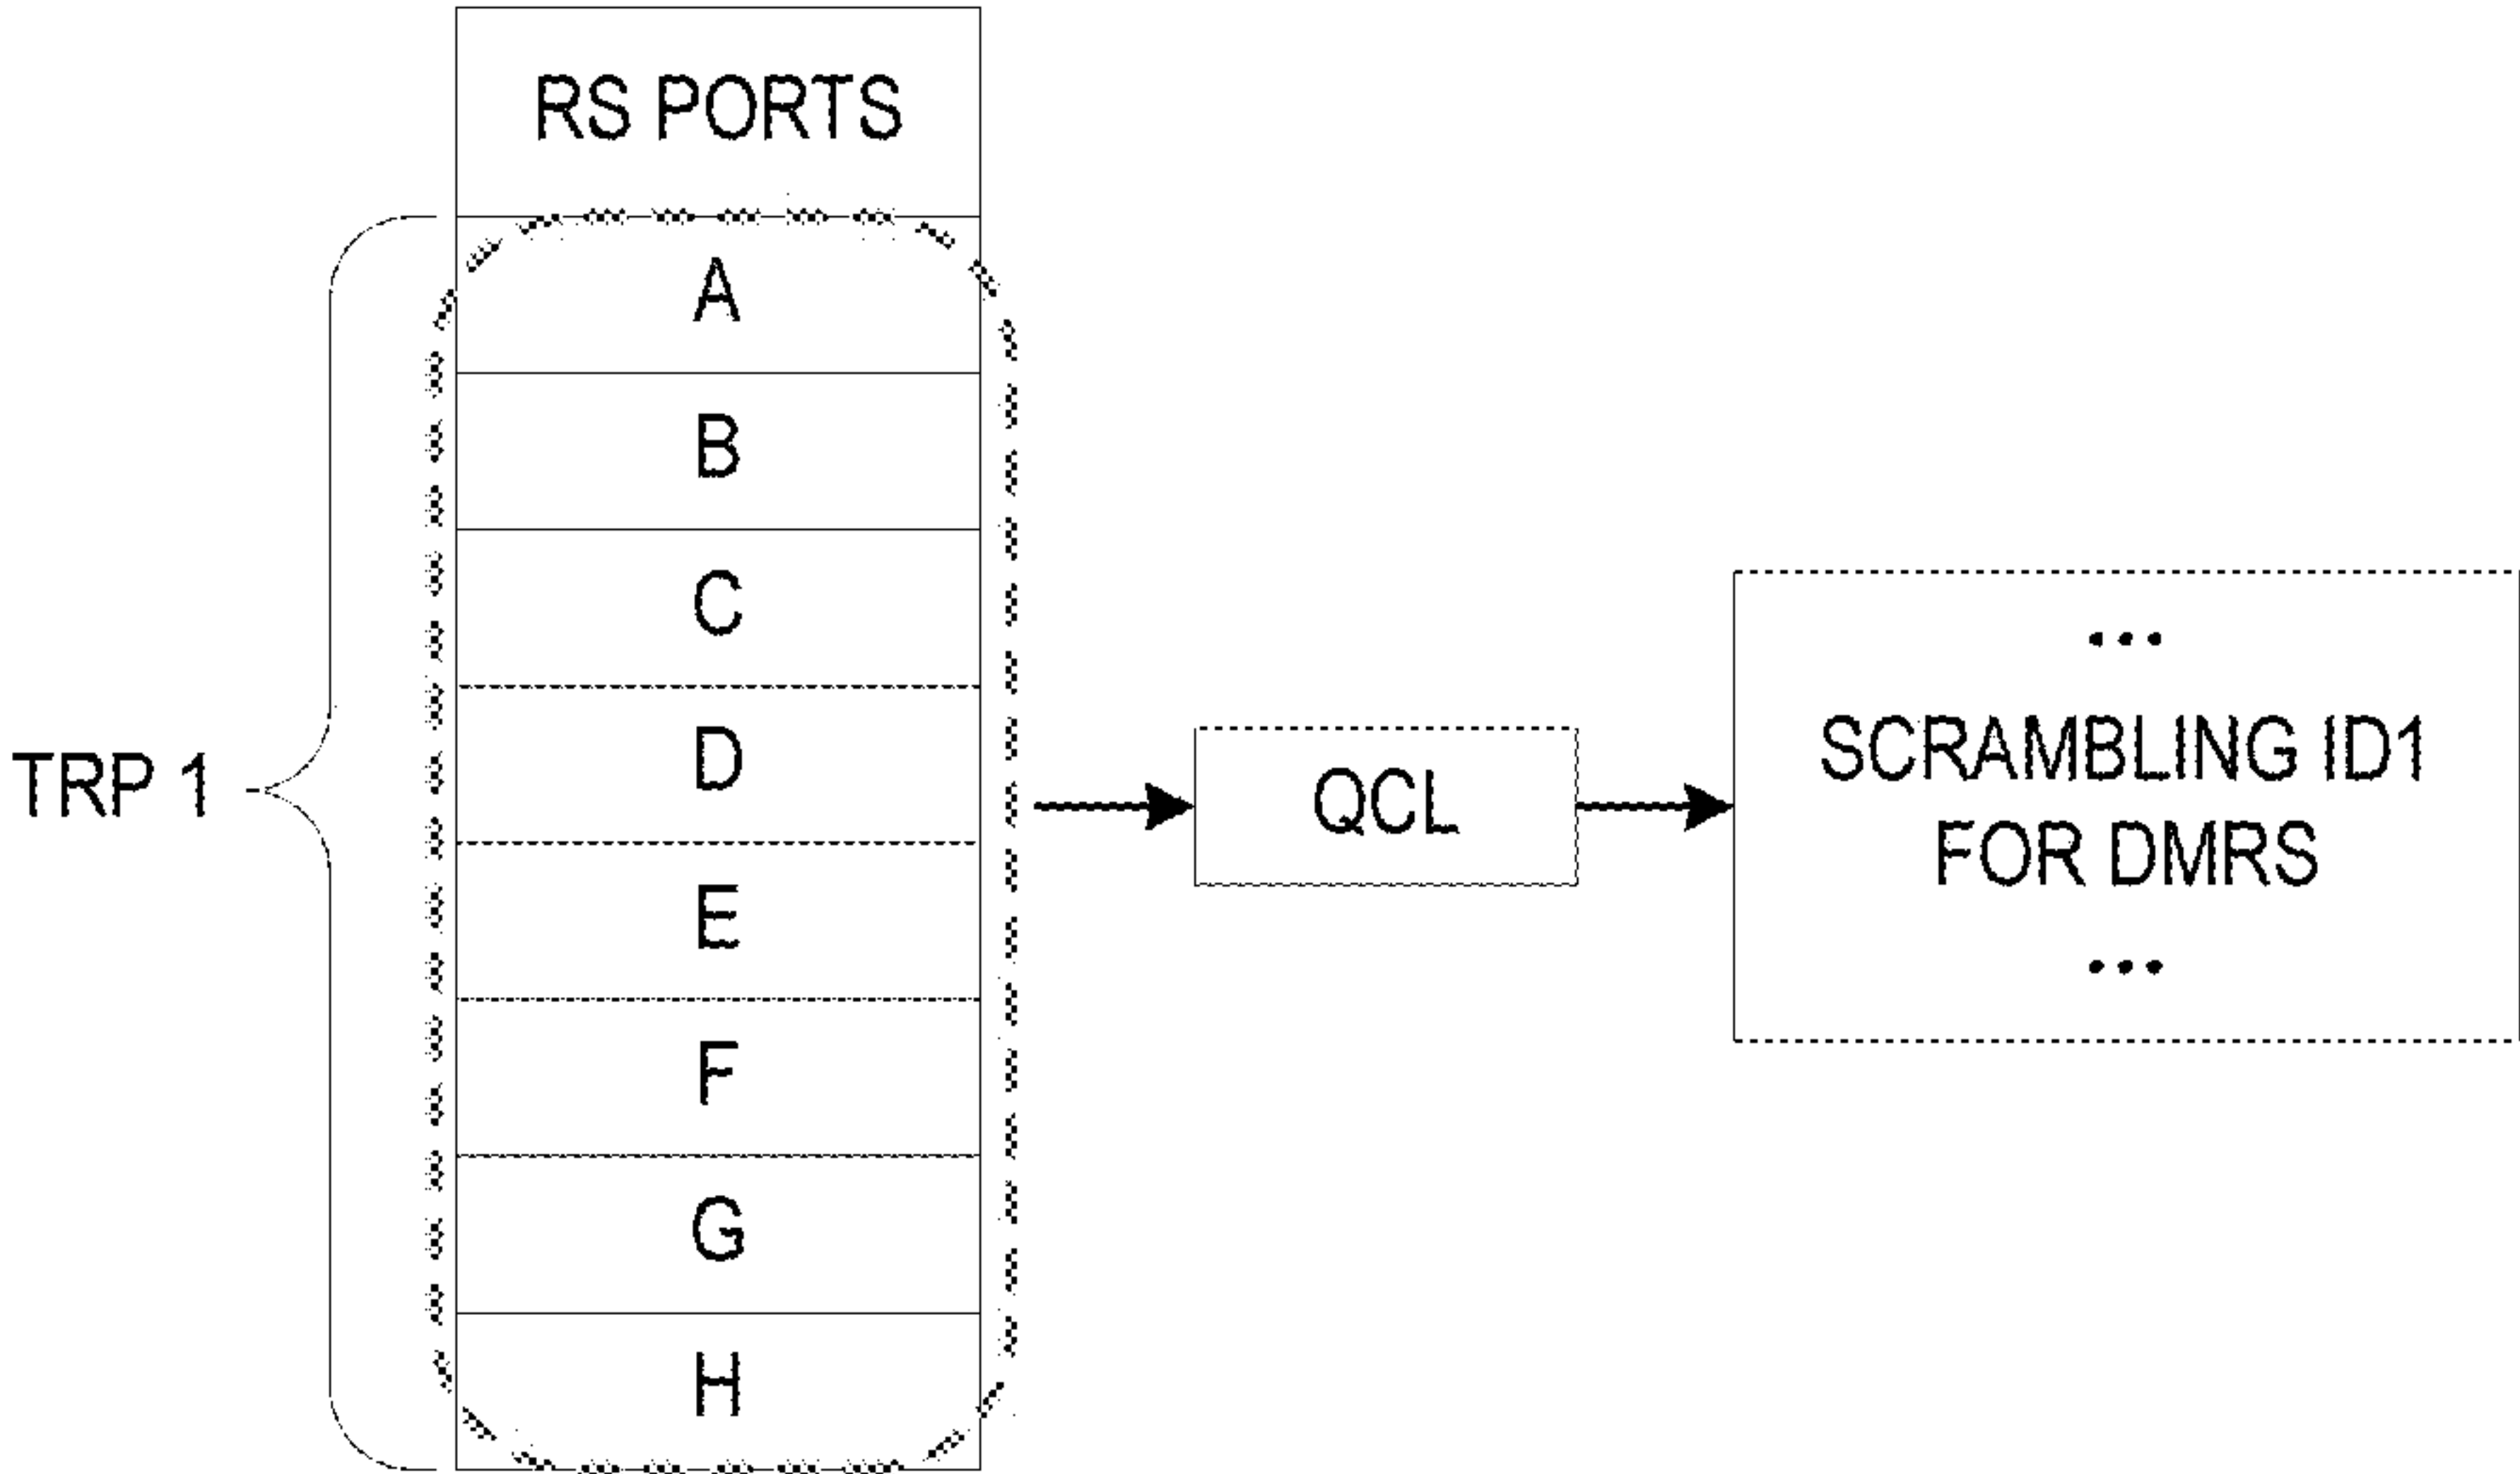 RS PORTS
A
B
C
D
E
F
G
H
TRP 1
QCL
...
SCRAMBLING ID1
FOR DMRS
...